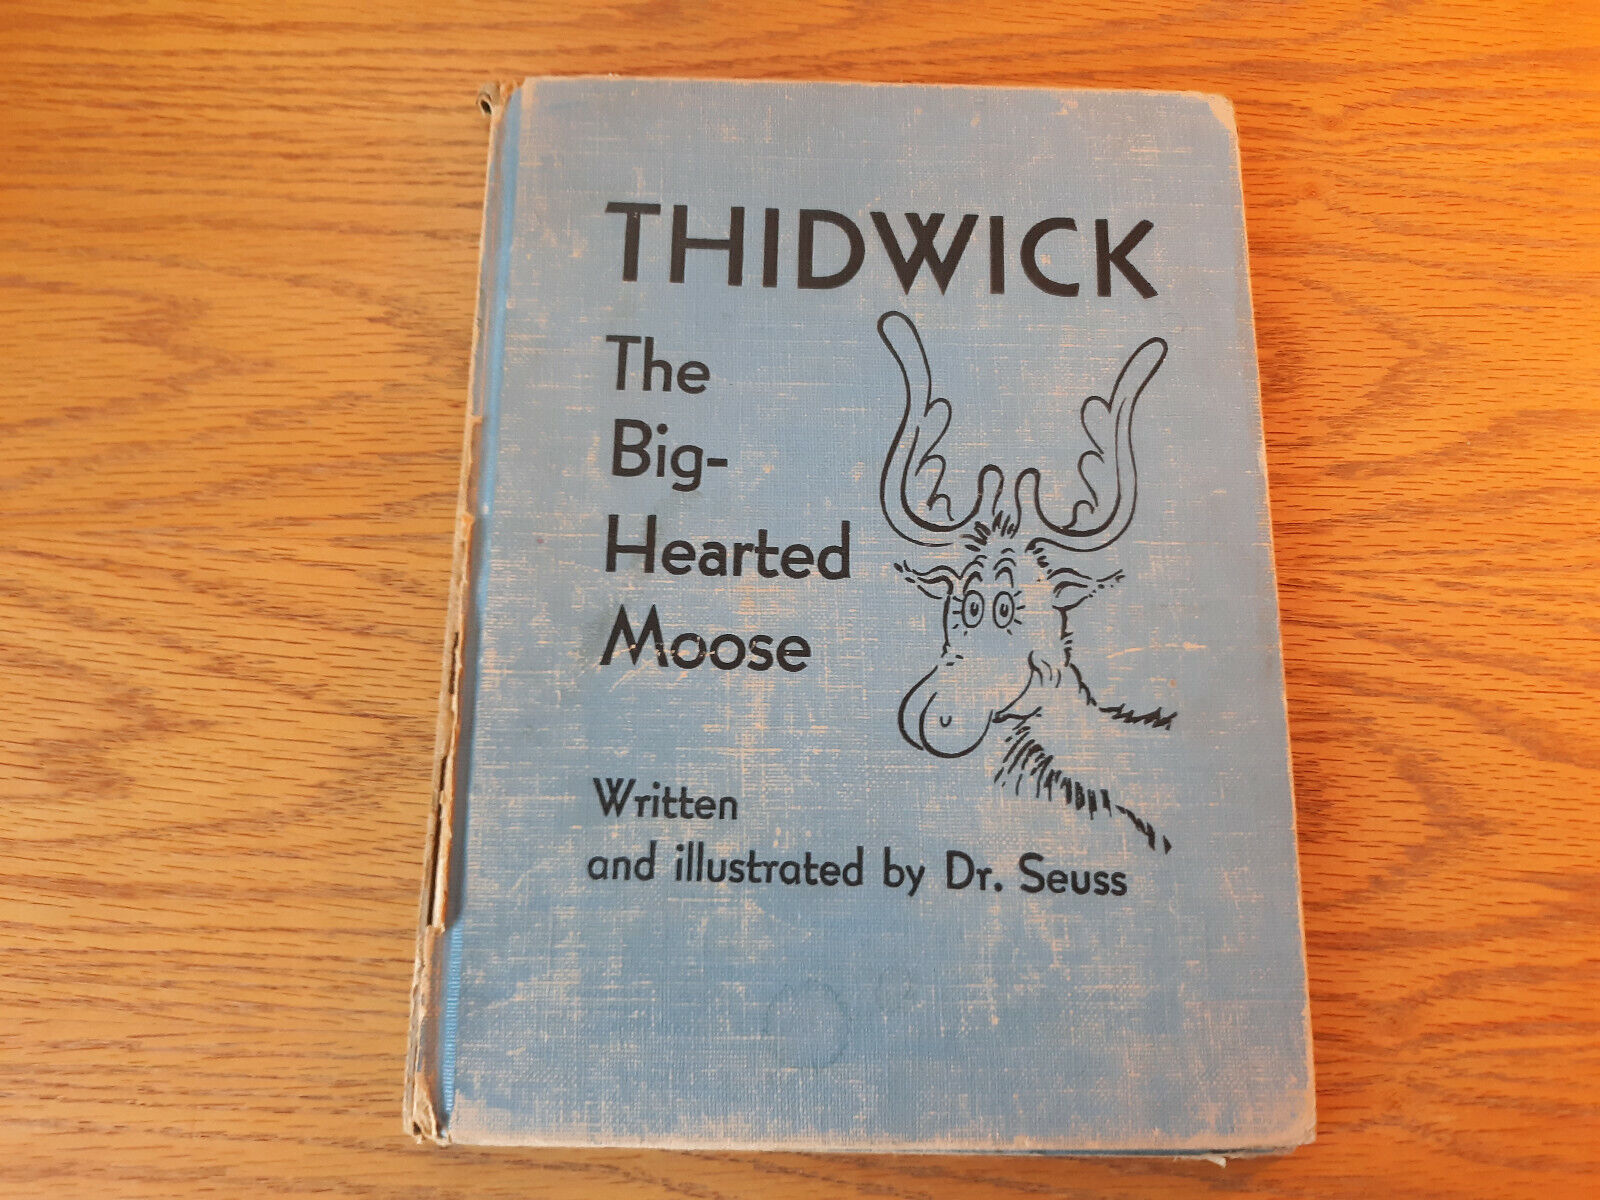 THIDWICK
The
Big-
Hearted
Moose
Written
and illustrated by Dr. Seuss